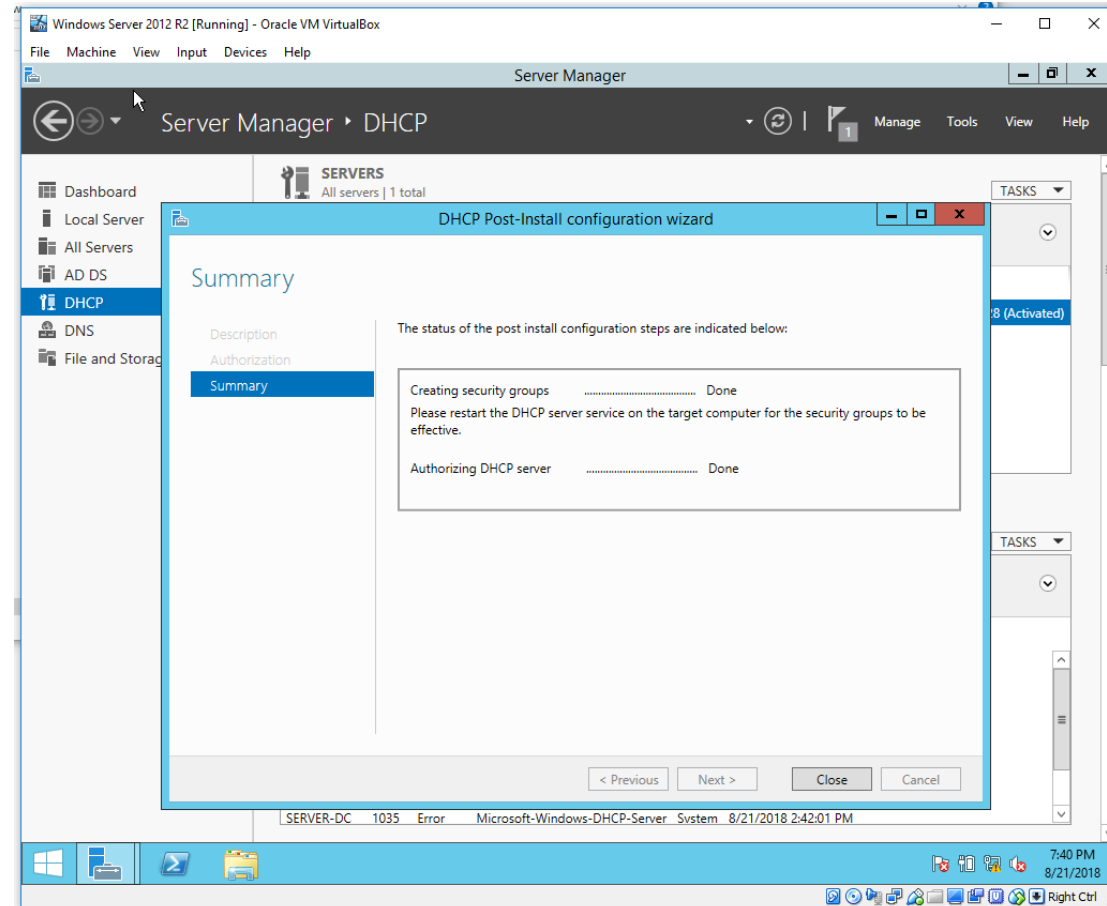 Windows Server 2012 R2 [Running] - Oracle VM VirtualBox
File Machine View Input Devices Help
Server Manager
Server Manager DHCP
1 Manage Tools View Help
SERVERS
All servers | 1 total
TASKS
Dashboard
Local Server
All Servers
AD DS
DHCP
DNS
File and Storag
8 (Activated)
DHCP Post-Install configuration wizard
Summary
Description
Authorization
Summary
The status of the post install configuration steps are indicated below:
Creating security groups ........................................ Done
Please restart the DHCP server service on the target computer for the security groups to be
effective.
Authorizing DHCP server ........................................ Done
TASKS
< Previous Next > Close Cancel
SERVER-DC 1035 Error Microsoft-Windows-DHCP-Server System 8/21/2018 2:42:01 PM
7:40 PM
8/21/2018
Right Ctrl